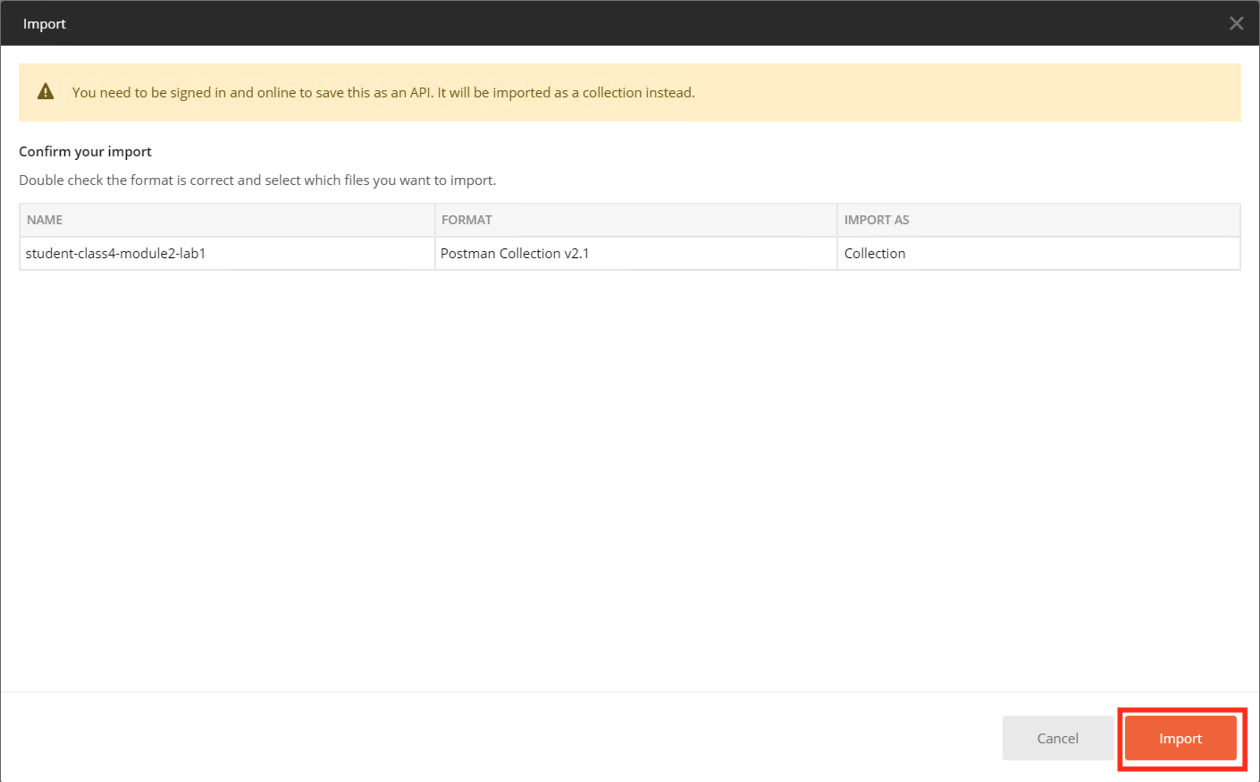 Import
You need to be signed in and online to save this as an API. It will be imported as a collection instead.
Confirm your import
Double check the format is correct and select which files you want to import.
NAME FORMAT IMPORT AS
student-class4-module2-lab1 Postman Collection v2.1 Collection
Cancel Import